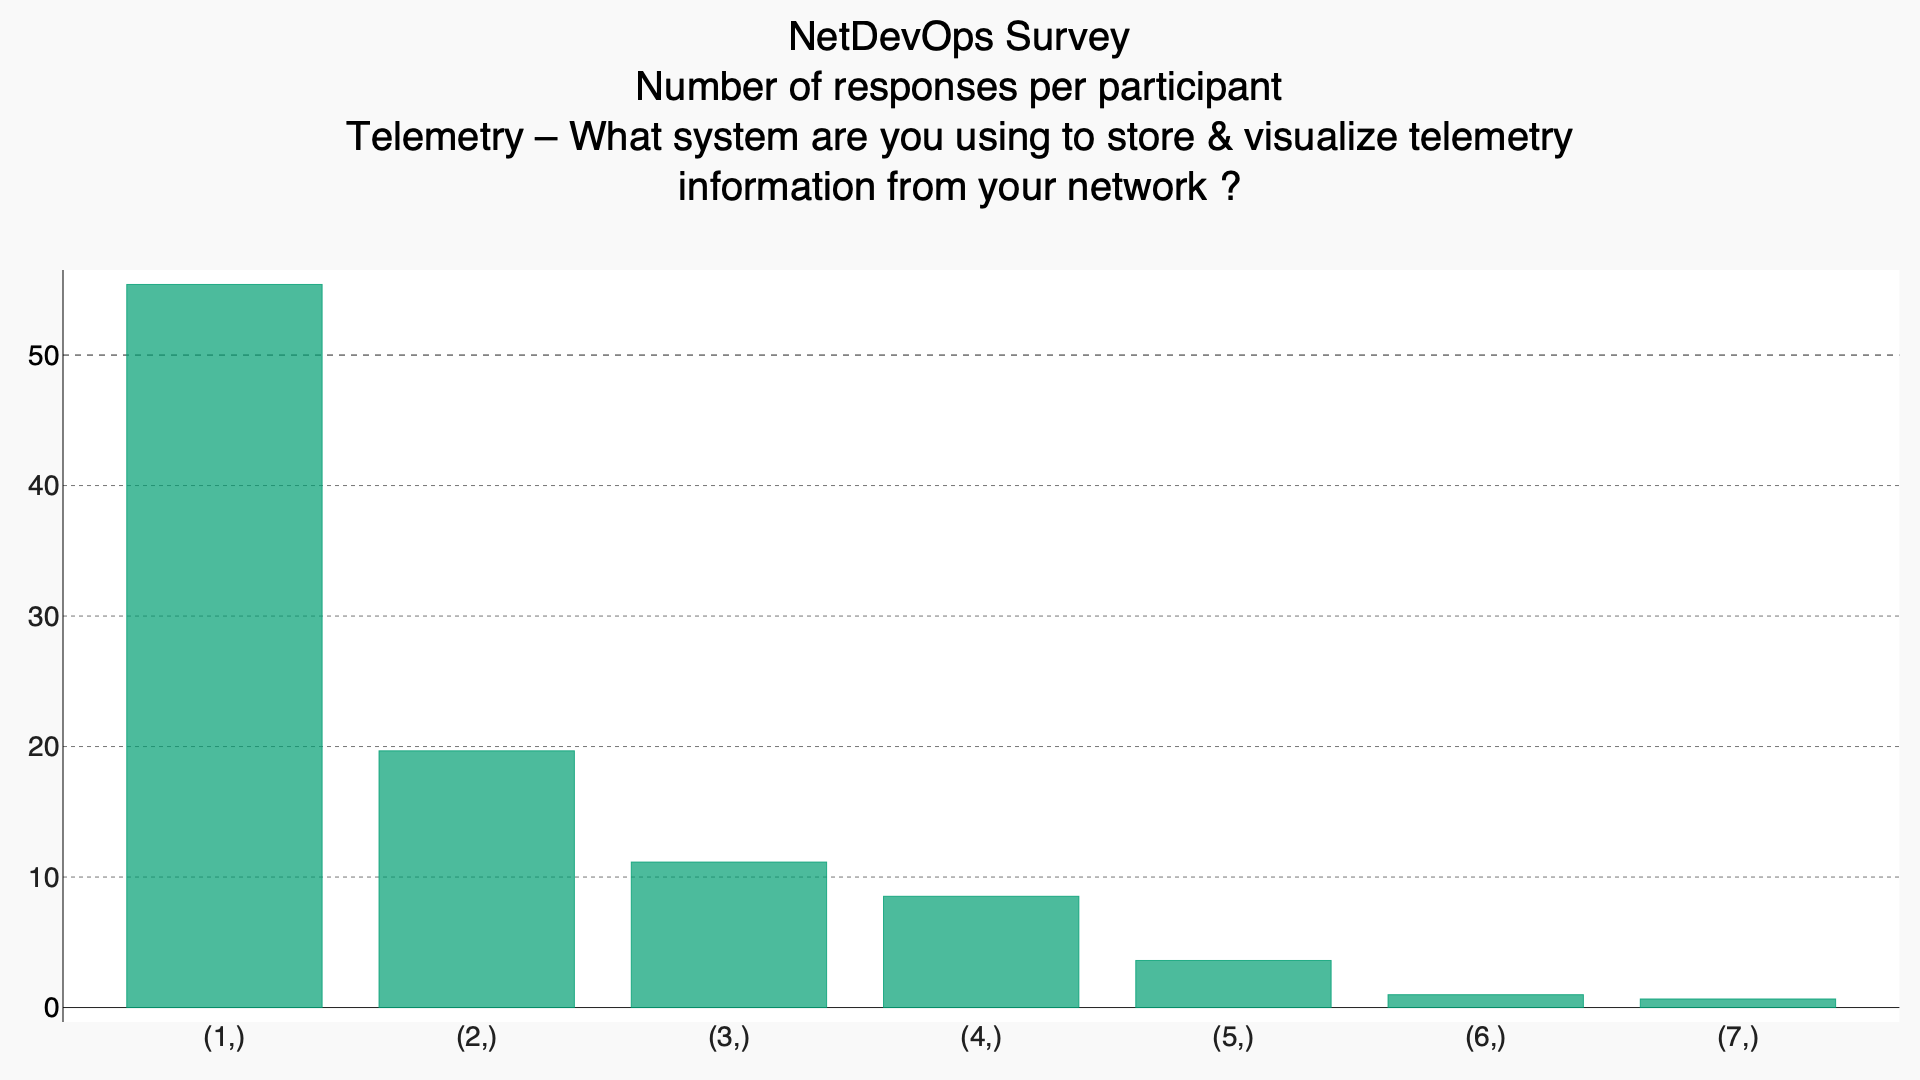 NetDevOps Survey
Number of responses per participant
Telemetry – What system are you using to store & visualize telemetry
information from your network ?
50
40
30
20
10
0
(1,) (2,) (3,) (4,) (5,) (6,) (7,)